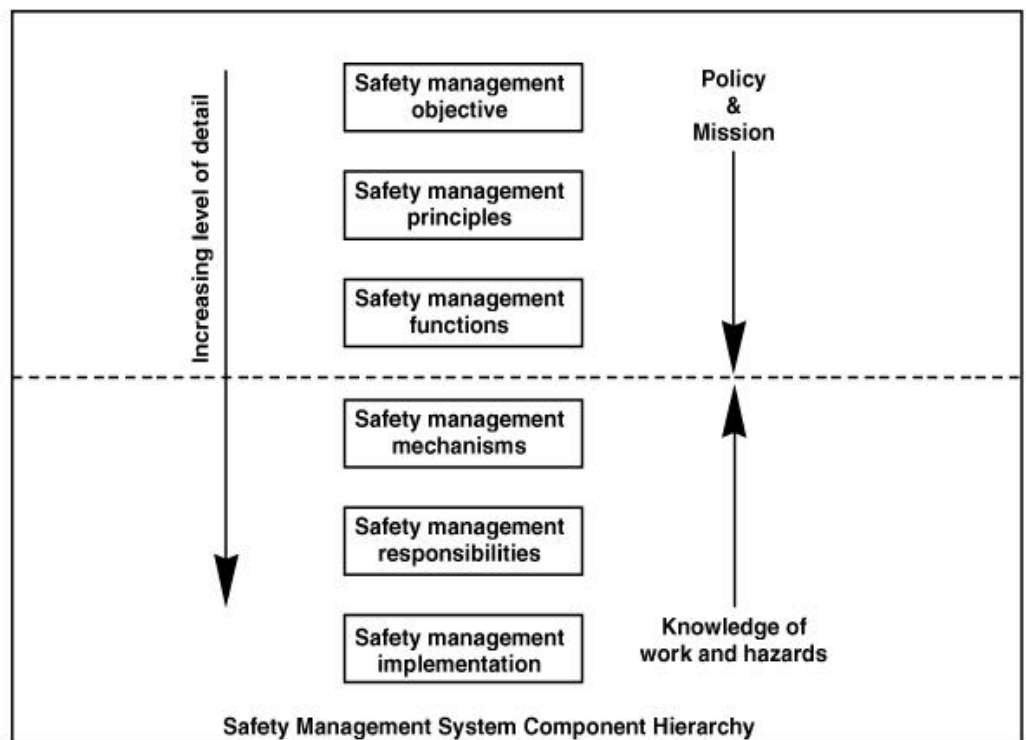 Safety management
objective
Policy
&
Mission
Increasing level of detail
Safety management
principles
Safety management
functions
Safety management
mechanisms
Safety management
responsibilities
Safety management
implementation
Knowledge of
work and hazards
Safety Management System Component Hierarchy